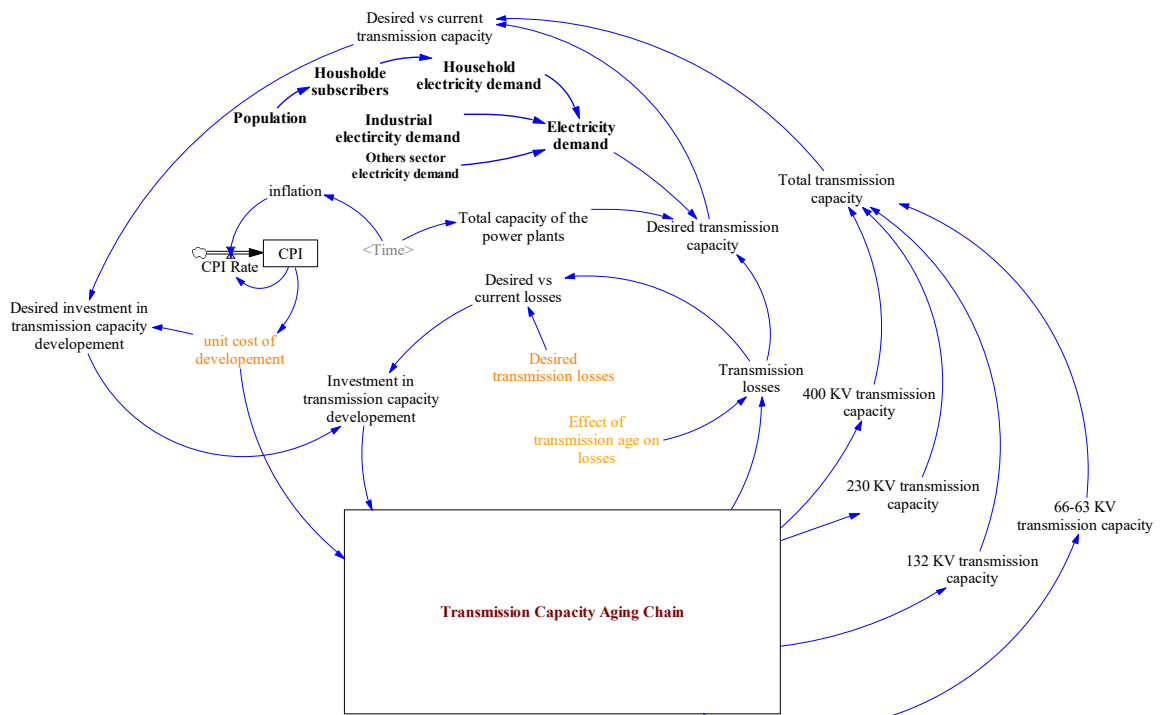 Desired vs current
transmission capacity
Housholde
subscribers
Household
electricity demand
Population
Industrial
electircity demand
Electricity
demand
Others sector
electricity demand
inflation
Total transmission
capacity
Total capacity of the
power plants
Desired transmission
capacity
<Time>
CPI
CPI Rate
Desired vs
current losses
Desired investment in
transmission capacity
developement
unit cost of
developement
Desired
transmission losses
Transmission
losses
Investment in
transmission capacity
developement
400 KV transmission
capacity
Effect of
transmission age on
losses
230 KV transmission
capacity
66-63 KV
transmission capacity
132 KV transmission
capacity
Transmission Capacity Aging Chain